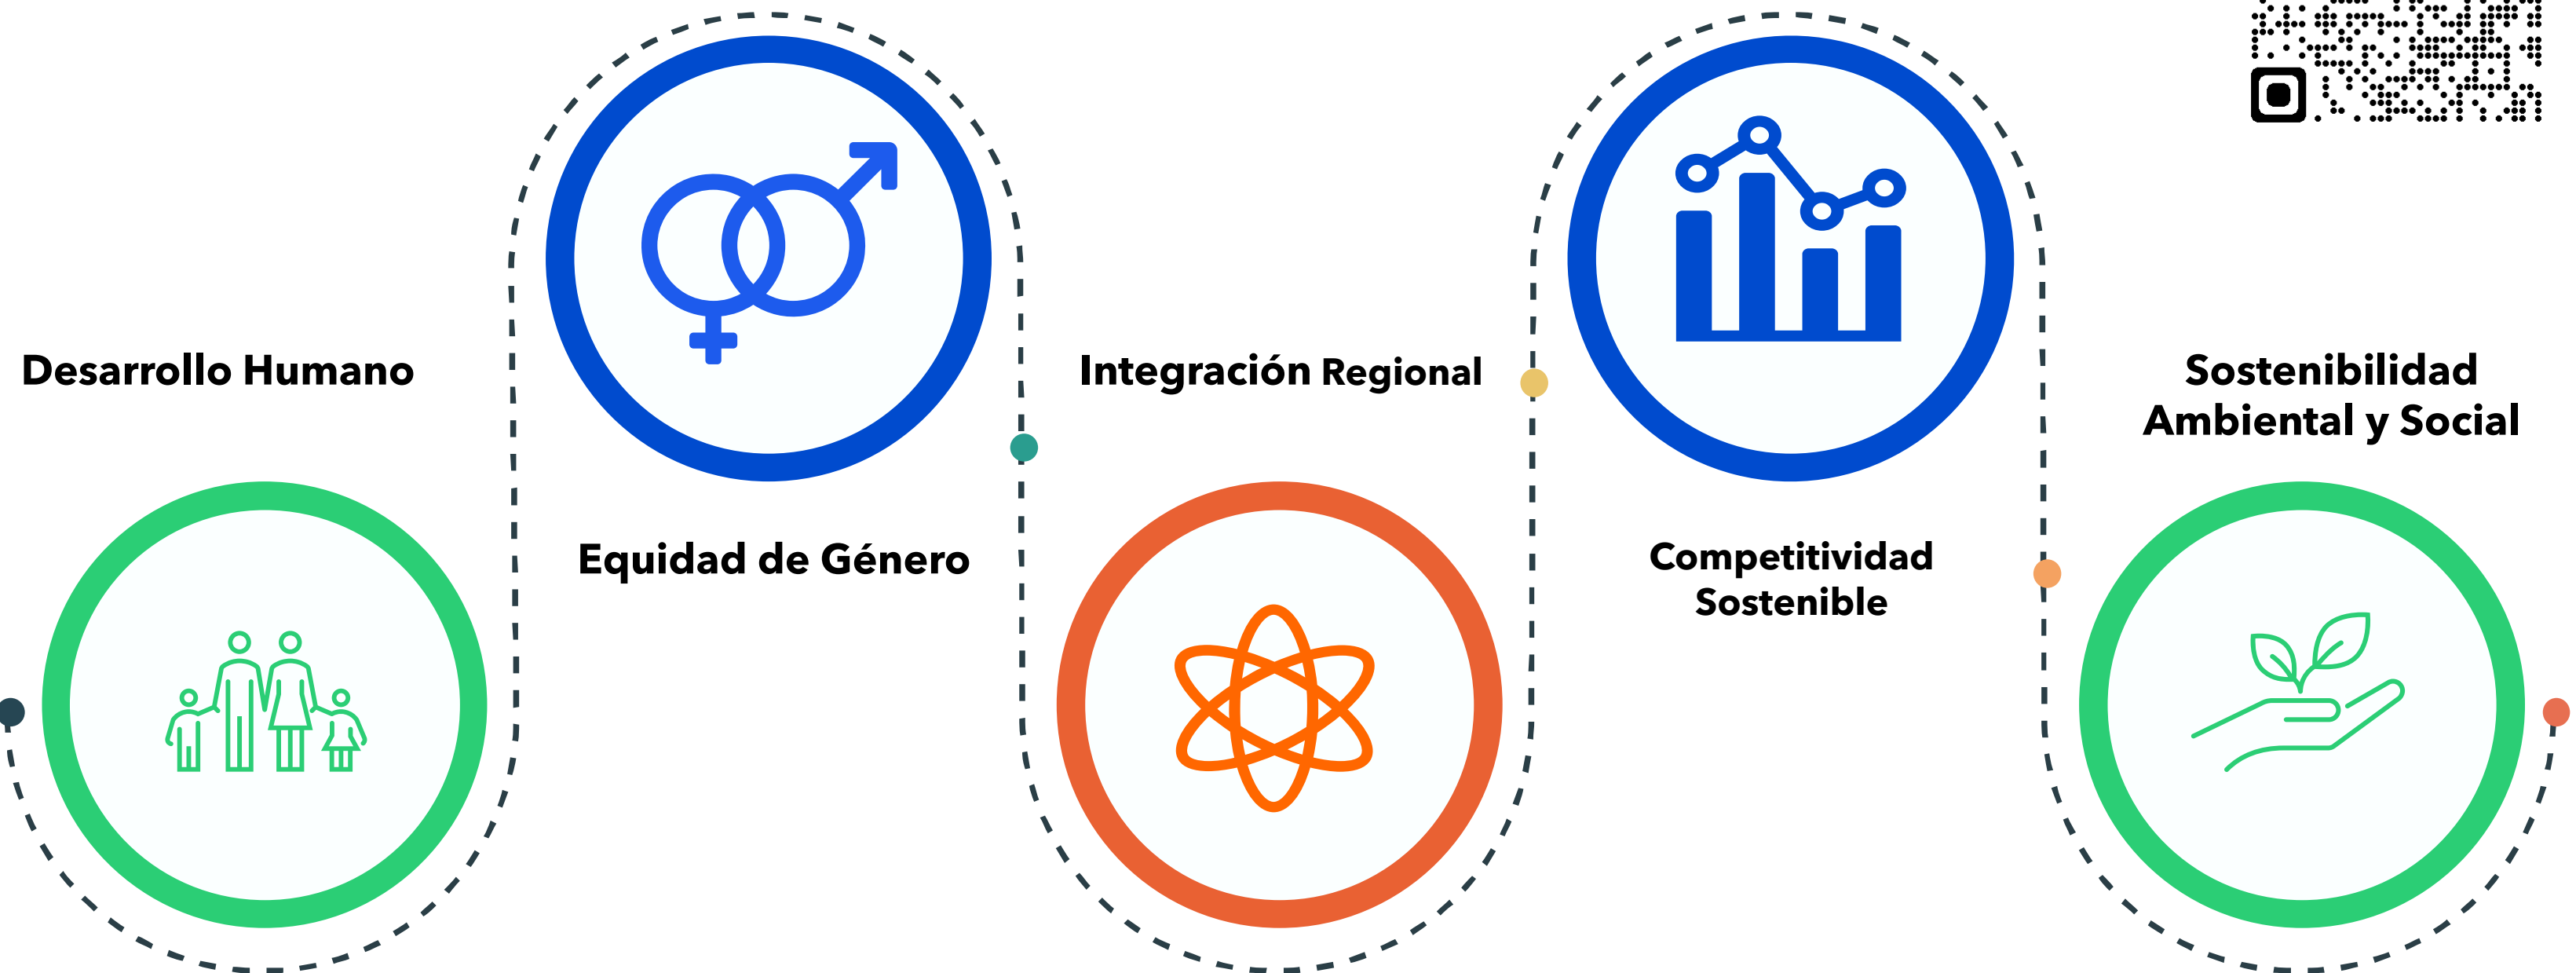 Desarrollo Humano
Equidad de Género
Integración Regional
Competitividad
Sostenible
Sostenibilidad
Ambiental y Social